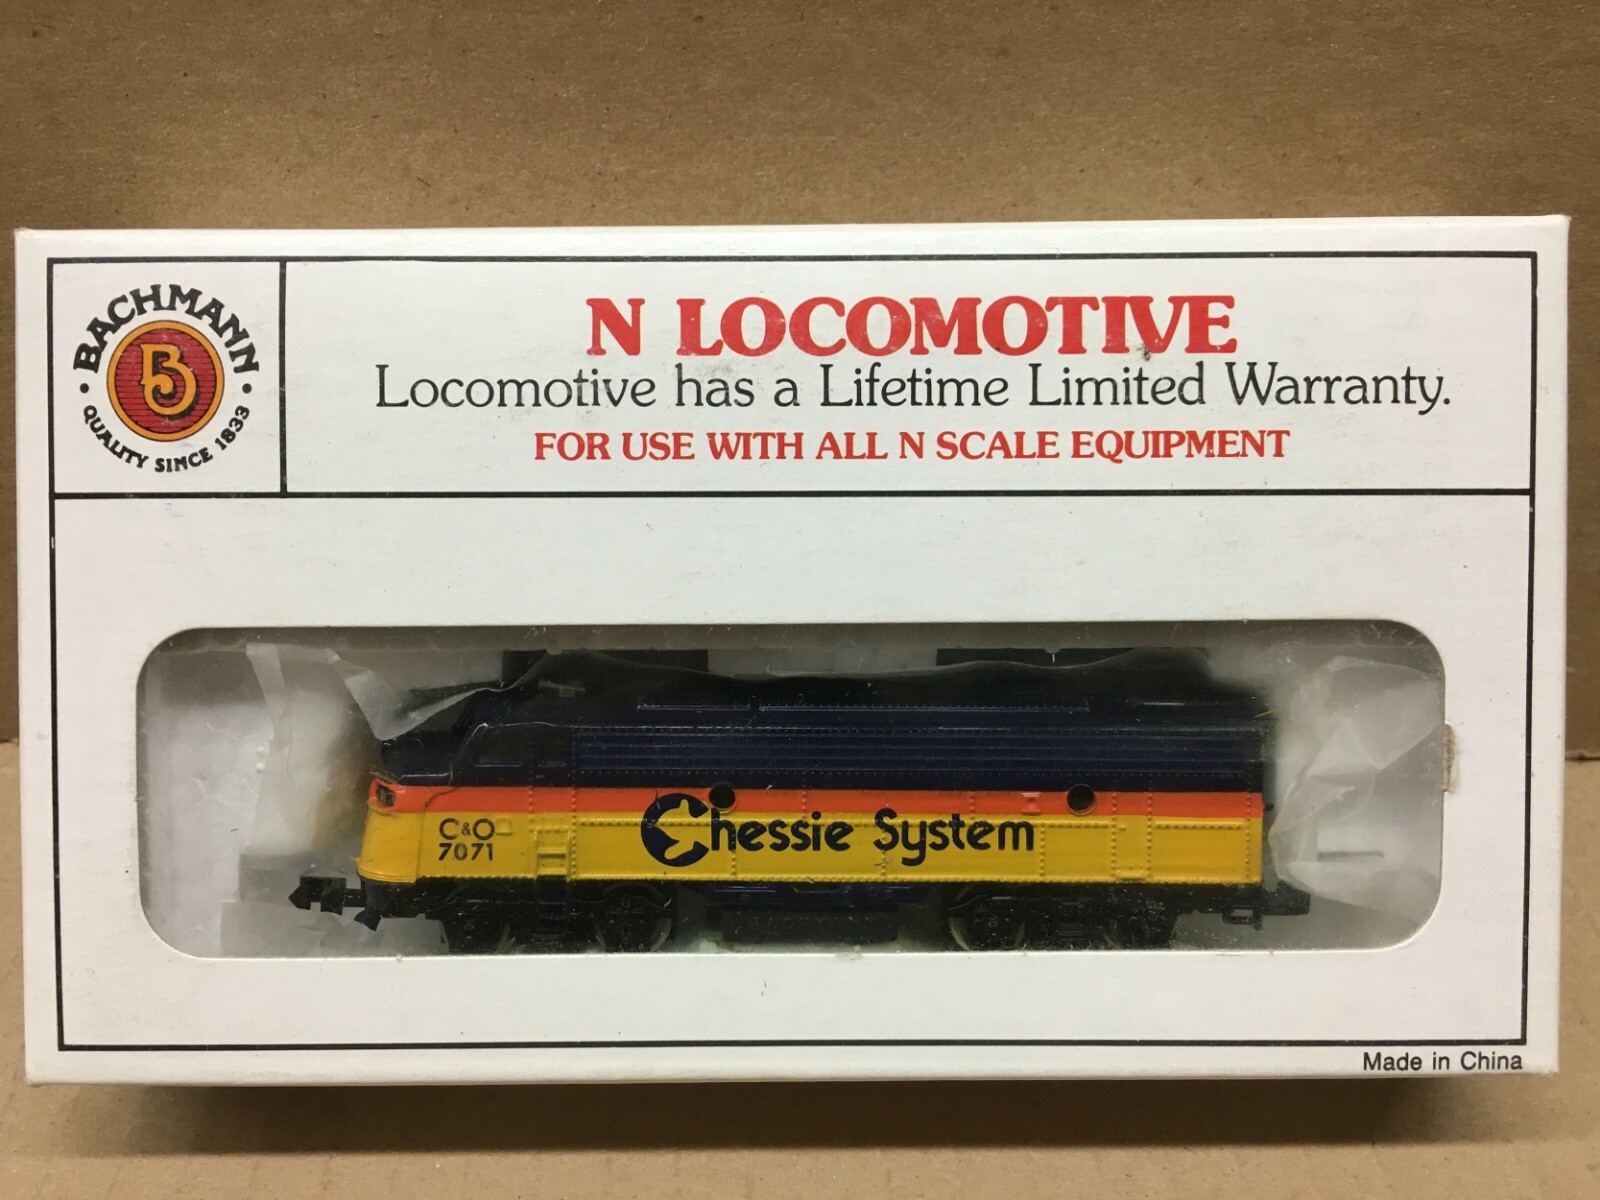 BACHMANN
B
QUALITY SINCE 1833
N LOCOMOTIVE
Locomotive has a Lifetime Limited Warranty.
FOR USE WITH ALL N SCALE EQUIPMENT
C&O
7071
Chessie System
Made in China